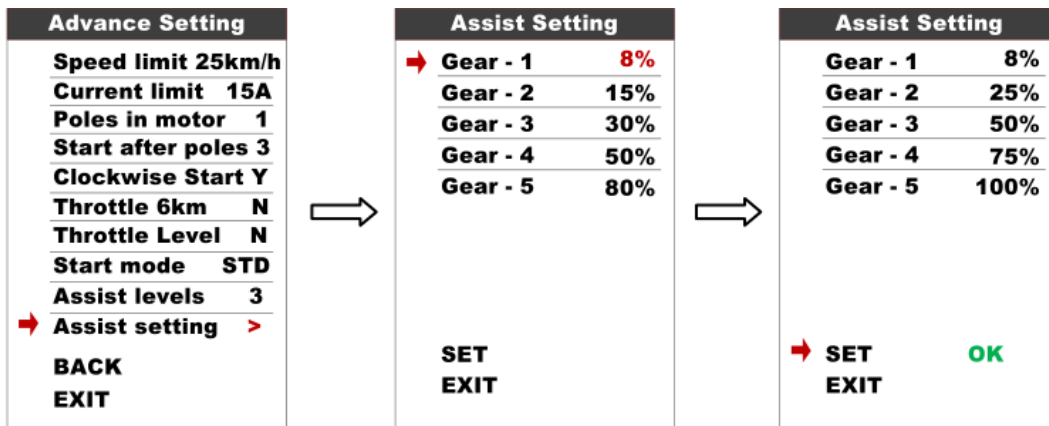 Advance Setting
Speed limit 25km/h
Current limit 15A
Poles in motor 1
Start after poles 3
Clockwise Start Y
Throttle 6km N
Throttle Level N
Start mode STD
Assist levels 3
Assist setting >
BACK
EXIT
Assist Setting
Gear - 1 8%
Gear - 2 15%
Gear - 3 30%
Gear - 4 50%
Gear - 5 80%
SET
EXIT
Assist Setting
Gear - 1 8%
Gear - 2 25%
Gear - 3 50%
Gear - 4 75%
Gear - 5 100%
SET OK
EXIT